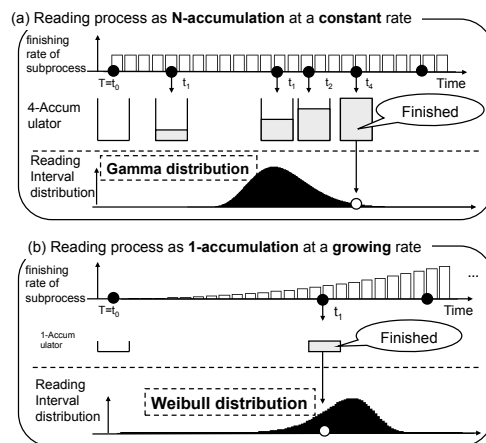 (a) Reading process as N-accumulation at a constant rate
finishing
rate of
subprocess
T=t0
t1
t1
t2
t4
Time
4-Accum
ulator
Finished
Reading
Interval
distribution
Gamma distribution
(b) Reading process as 1-accumulation at a growing rate
finishing
rate of
subprocess
...
T=t0
t1
Time
1-Accum
ulator
Finished
Reading
Interval
distribution
Weibull distribution